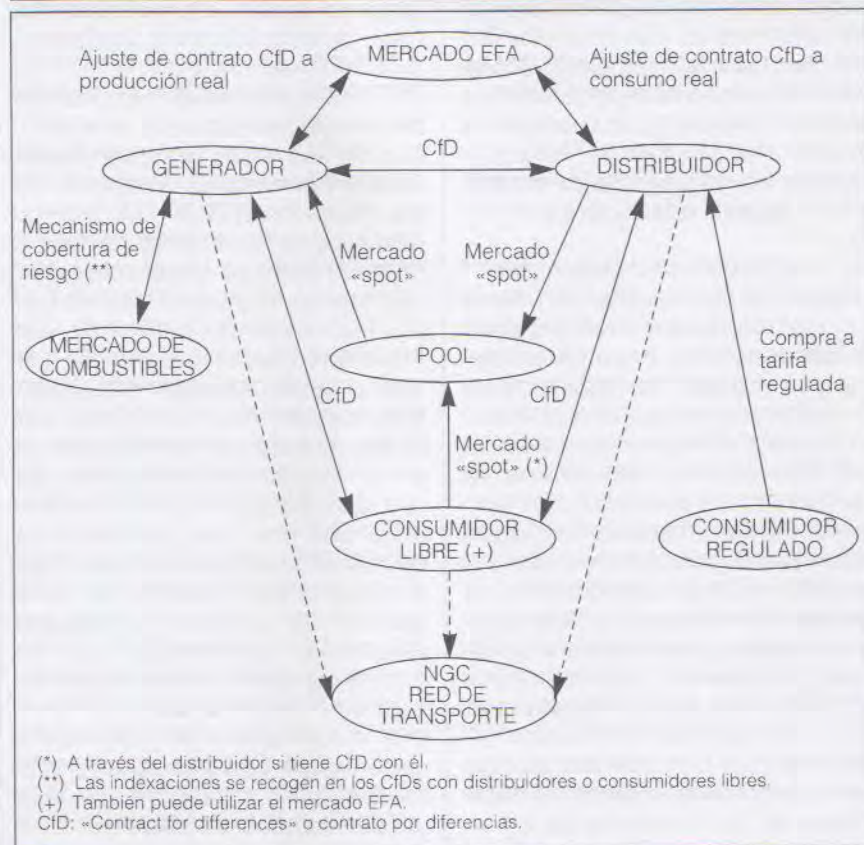 Ajuste de contrato CfD a
producción real
MERCADO EFA
Ajuste de contrato CfD a
consumo real
CfD
GENERADOR
DISTRIBUIDOR
Mecanismo de
cobertura de
riesgo (**)
Mercado
«spot»
Mercado
«spot»
MERCADO DE
COMBUSTIBLES
POOL
Compra a
tarifa
regulada
CfD
CfD
Mercado
«spot» (*)
CONSUMIDOR
LIBRE (+)
CONSUMIDOR
REGULADO
NGC
RED DE
TRANSPORTE
(*) A través del distribuidor si tiene CfD con él.
(**) Las indexaciones se recogen en los CfDs con distribuidores o consumidores libres.
(+) También puede utilizar el mercado EFA.
CfD: «Contract for differences» o contrato por diferencias.